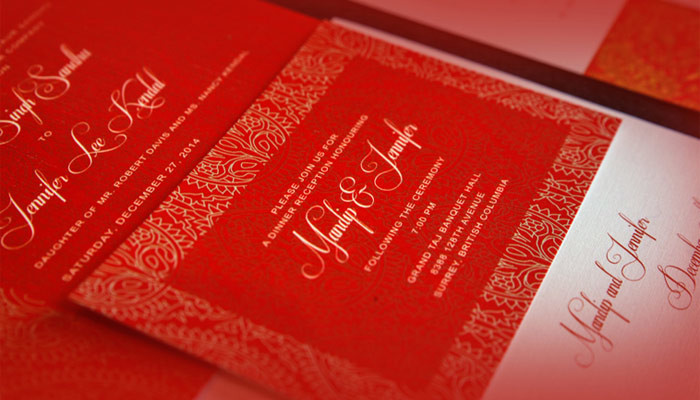 Singh Sandhu
TO
Jennifer Lee Kendal
DAUGHTER OF MR. ROBERT DAVIS AND MS. NANCY KENDAL
SATURDAY, DECEMBER 27, 2014
PLEASE JOIN US FOR
A DINNER RECEPTION HONOURING
Mandip & Jennifer
FOLLOWING THE CEREMONY
7:00 PM
GRAND TAJ BANQUET HALL
8388 128TH AVENUE
SURREY, BRITISH COLUMBIA
Mandip and Jennifer